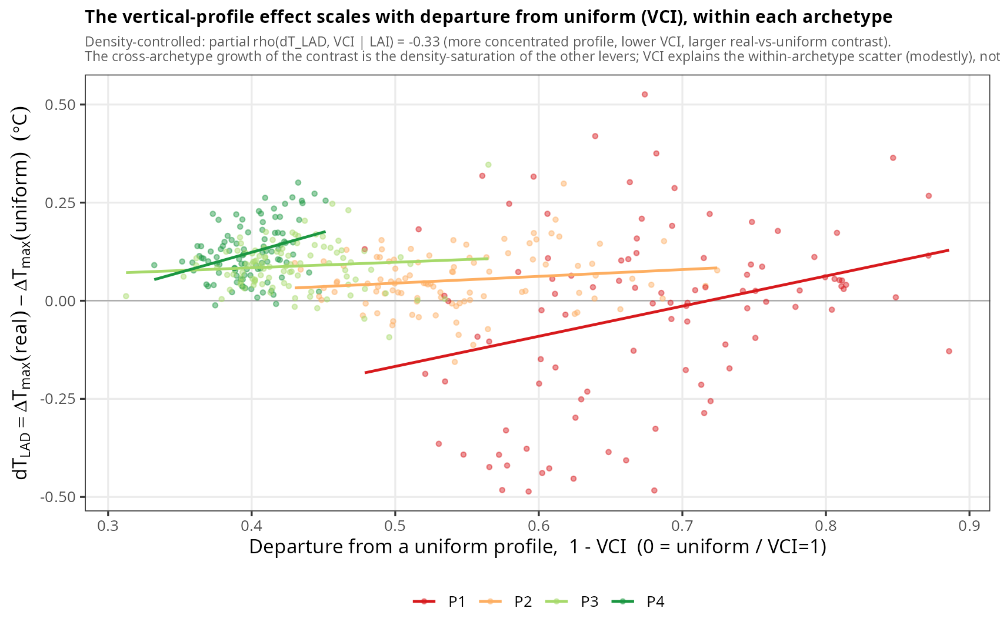 The vertical-profile effect scales with departure from uniform (VCI), within each archetype
Density-controlled: partial rho(dT_LAD, VCI | LAI) = -0.33 (more concentrated profile, lower VCI, larger real-vs-uniform contrast).
The cross-archetype growth of the contrast is the density-saturation of the other levers; VCI explains the within-archetype scatter (modestly), not
dT_LAD = ΔT_max(real) − ΔT_max(uniform) (°C)
0.50
0.25
0.00
-0.25
-0.50
0.3 0.4 0.5 0.6 0.7 0.8 0.9
Departure from a uniform profile, 1 - VCI (0 = uniform / VCI=1)
P1 P2 P3 P4